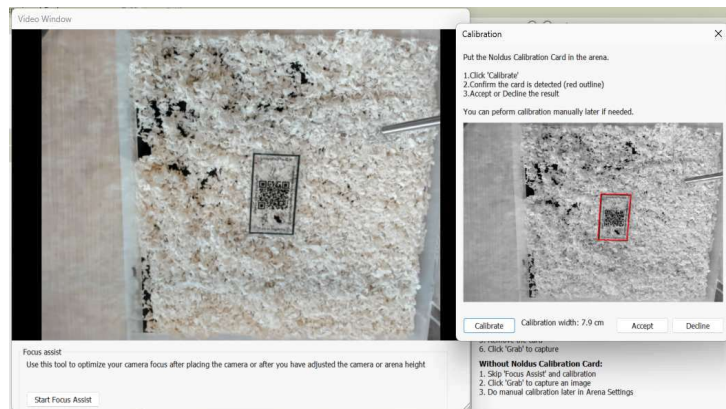 Video Window
Focus assist
Use this tool to optimize your camera focus after placing the camera or after you have adjusted the camera or arena height
Start Focus Assist
Calibration
Put the Noldus Calibration Card in the arena.
1.Click 'Calibrate'
2.Confirm the card is detected (red outline)
3.Accept or Decline the result
You can peform calibration manually later if needed.
Calibrate
Calibration width: 7.9 cm
Accept
Decline
6. Click 'Grab' to capture
Without Noldus Calibration Card:
1. Skip 'Focus Assist' and calibration
2. Click 'Grab' to capture an image
3. Do manual calibration later in Arena Settings